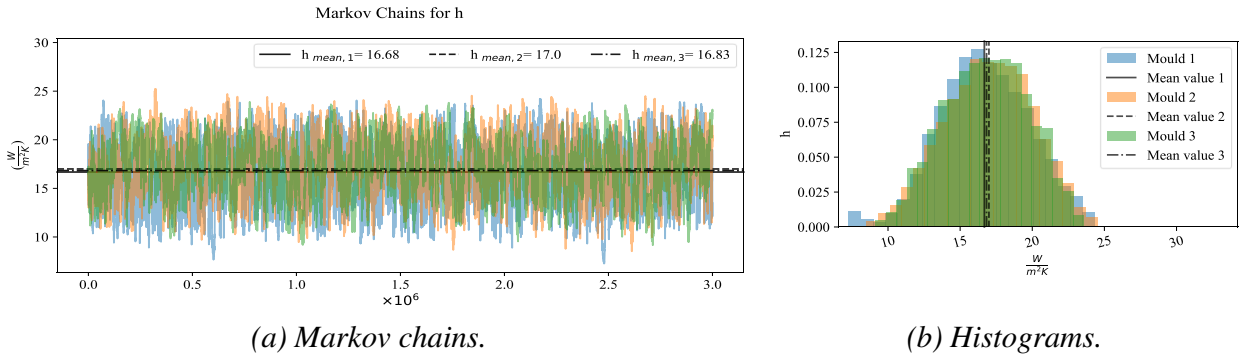 Markov Chains for h
h mean, 1= 16.68
h mean, 2= 17.0
h mean, 3= 16.83
(W/m²K)
30
25
20
15
10
0.0 0.5 1.0 1.5 2.0 2.5 3.0
×10⁶
(a) Markov chains.
h
0.125
0.100
0.075
0.050
0.025
0.000
Mould 1
Mean value 1
Mould 2
Mean value 2
Mould 3
Mean value 3
10 15 20 25 30
W/m²K
(b) Histograms.